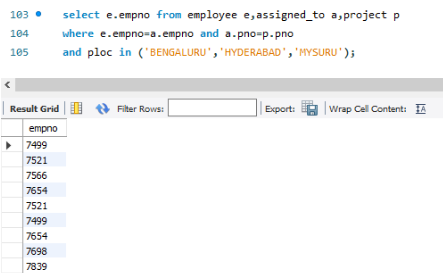 103 select e.empno from employee e,assigned_to a,project p
104 where e.empno=a.empno and a.pno=p.pno
105 and ploc in ('BENGALURU','HYDERABAD','MYSURU');
Result Grid Filter Rows: Export: Wrap Cell Content: IA
empno
7499
7521
7566
7654
7521
7499
7654
7698
7839